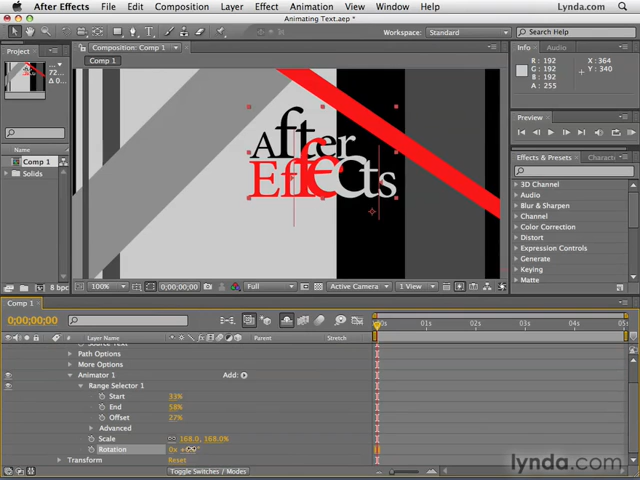 After Effects File Edit Composition Layer Effect Animation View Window Help Lynda.com
Animating Text.aep *
Workspace: Standard
Project
Composition: Comp 1
Info Audio
Comp 1
R : 192
G : 192
B : 192
A : 255
X : 364
Y : 340
Preview
Effects & Presets
3D Channel
Audio
Blur & Sharpen
Channel
Color Correction
Distort
Expression Controls
Generate
Keying
Matte
Name
Comp 1
Solids
After
Effects
8 bpc
100% 0;00;00;00 Full Active Camera 1 View
Comp 1
0;00;00;00
01s 02s 03s 04s
# Layer Name Parent Stretch
Path Options
More Options
Animator 1 Add:
Range Selector 1
Start 33%
End 58%
Offset 27%
Advanced
Scale 168.0, 168.0%
Rotation 0x
Transform Reset
Toggle Switches / Modes
lynda.com